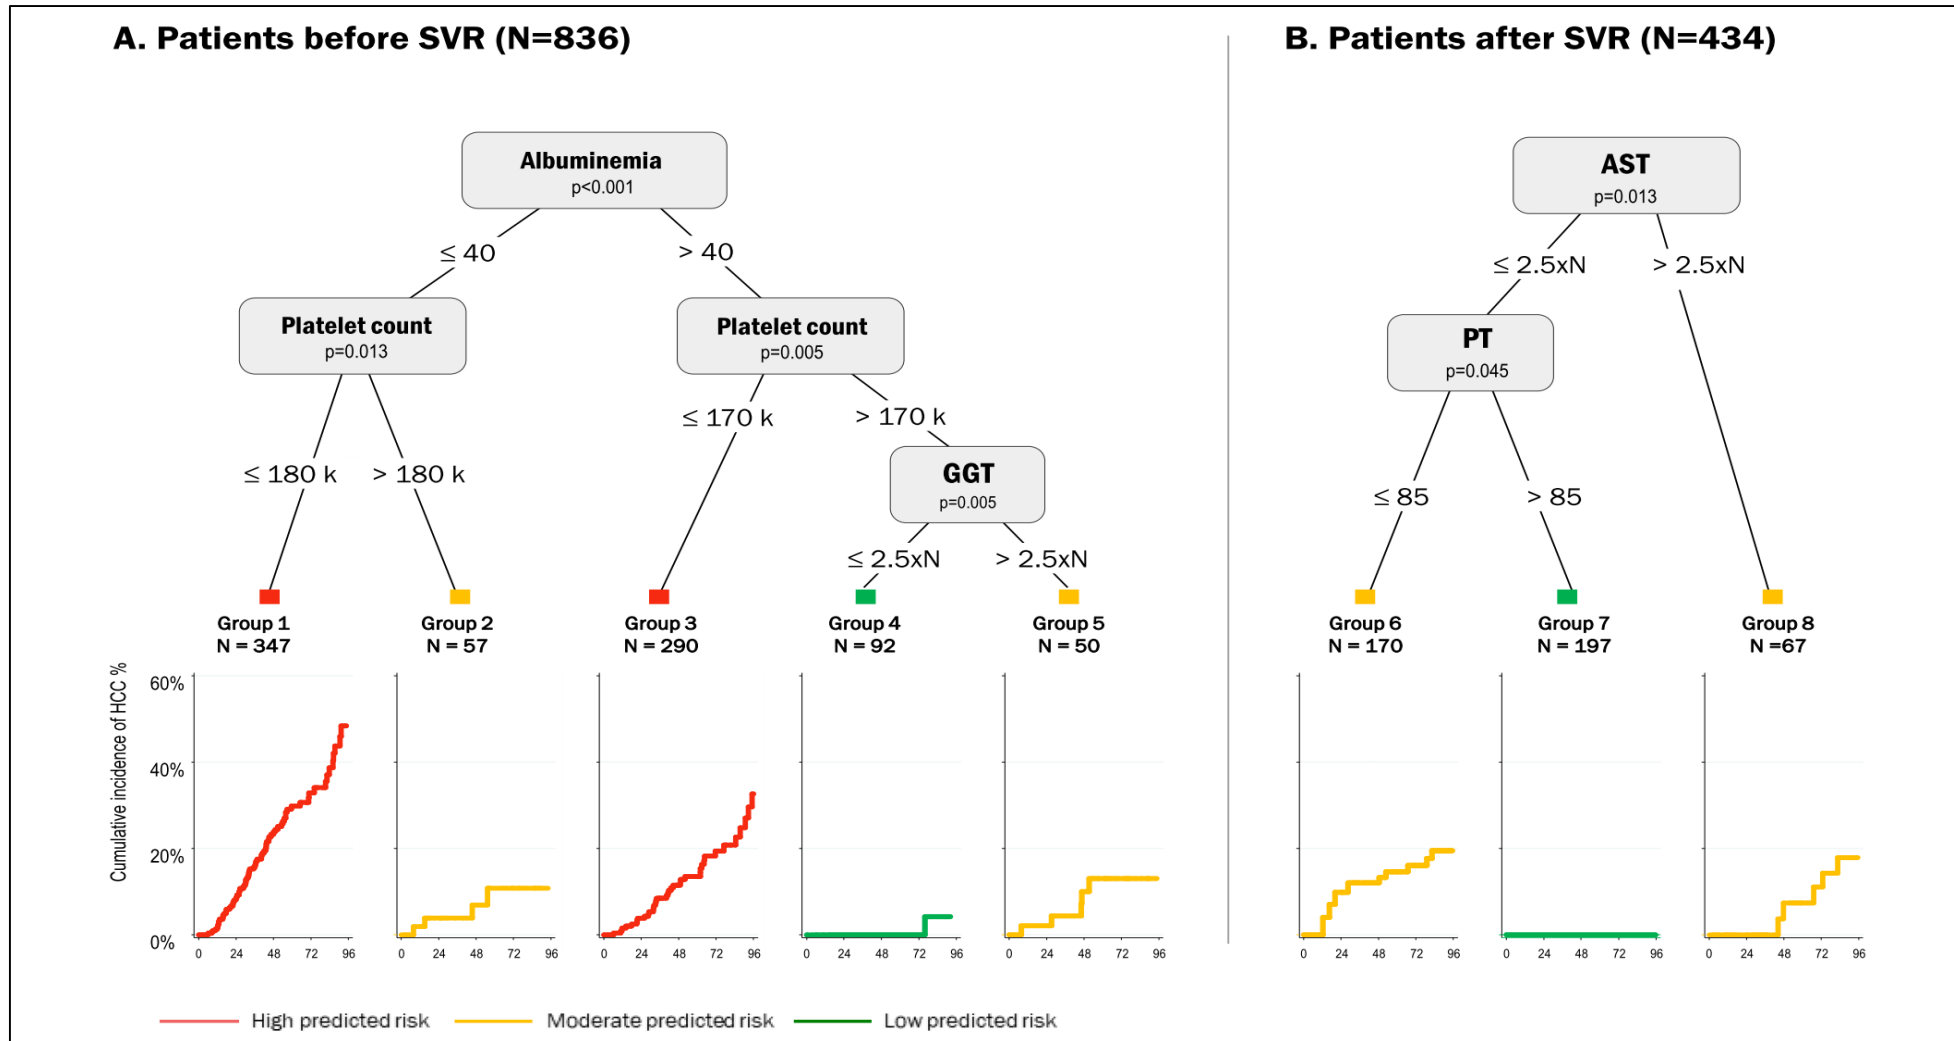 A. Patients before SVR (N=836)
B. Patients after SVR (N=434)
Albuminemia
p<0.001
≤ 40
> 40
Platelet count
p=0.013
Platelet count
p=0.005
≤ 180 k
> 180 k
≤ 170 k
> 170 k
GGT
p=0.005
≤ 2.5xN
> 2.5xN
AST
p=0.013
≤ 2.5xN
> 2.5xN
PT
p=0.045
≤ 85
> 85
Group 1
N = 347
Group 2
N = 57
Group 3
N = 290
Group 4
N = 92
Group 5
N = 50
Group 6
N = 170
Group 7
N = 197
Group 8
N =67
Cumulative incidence of HCC %
60%
40%
20%
0%
0 24 48 72 96
0 24 48 72 96
0 24 48 72 96
0 24 48 72 96
0 24 48 72 96
0 24 48 72 96
0 24 48 72 96
0 24 48 72 96
High predicted risk
Moderate predicted risk
Low predicted risk